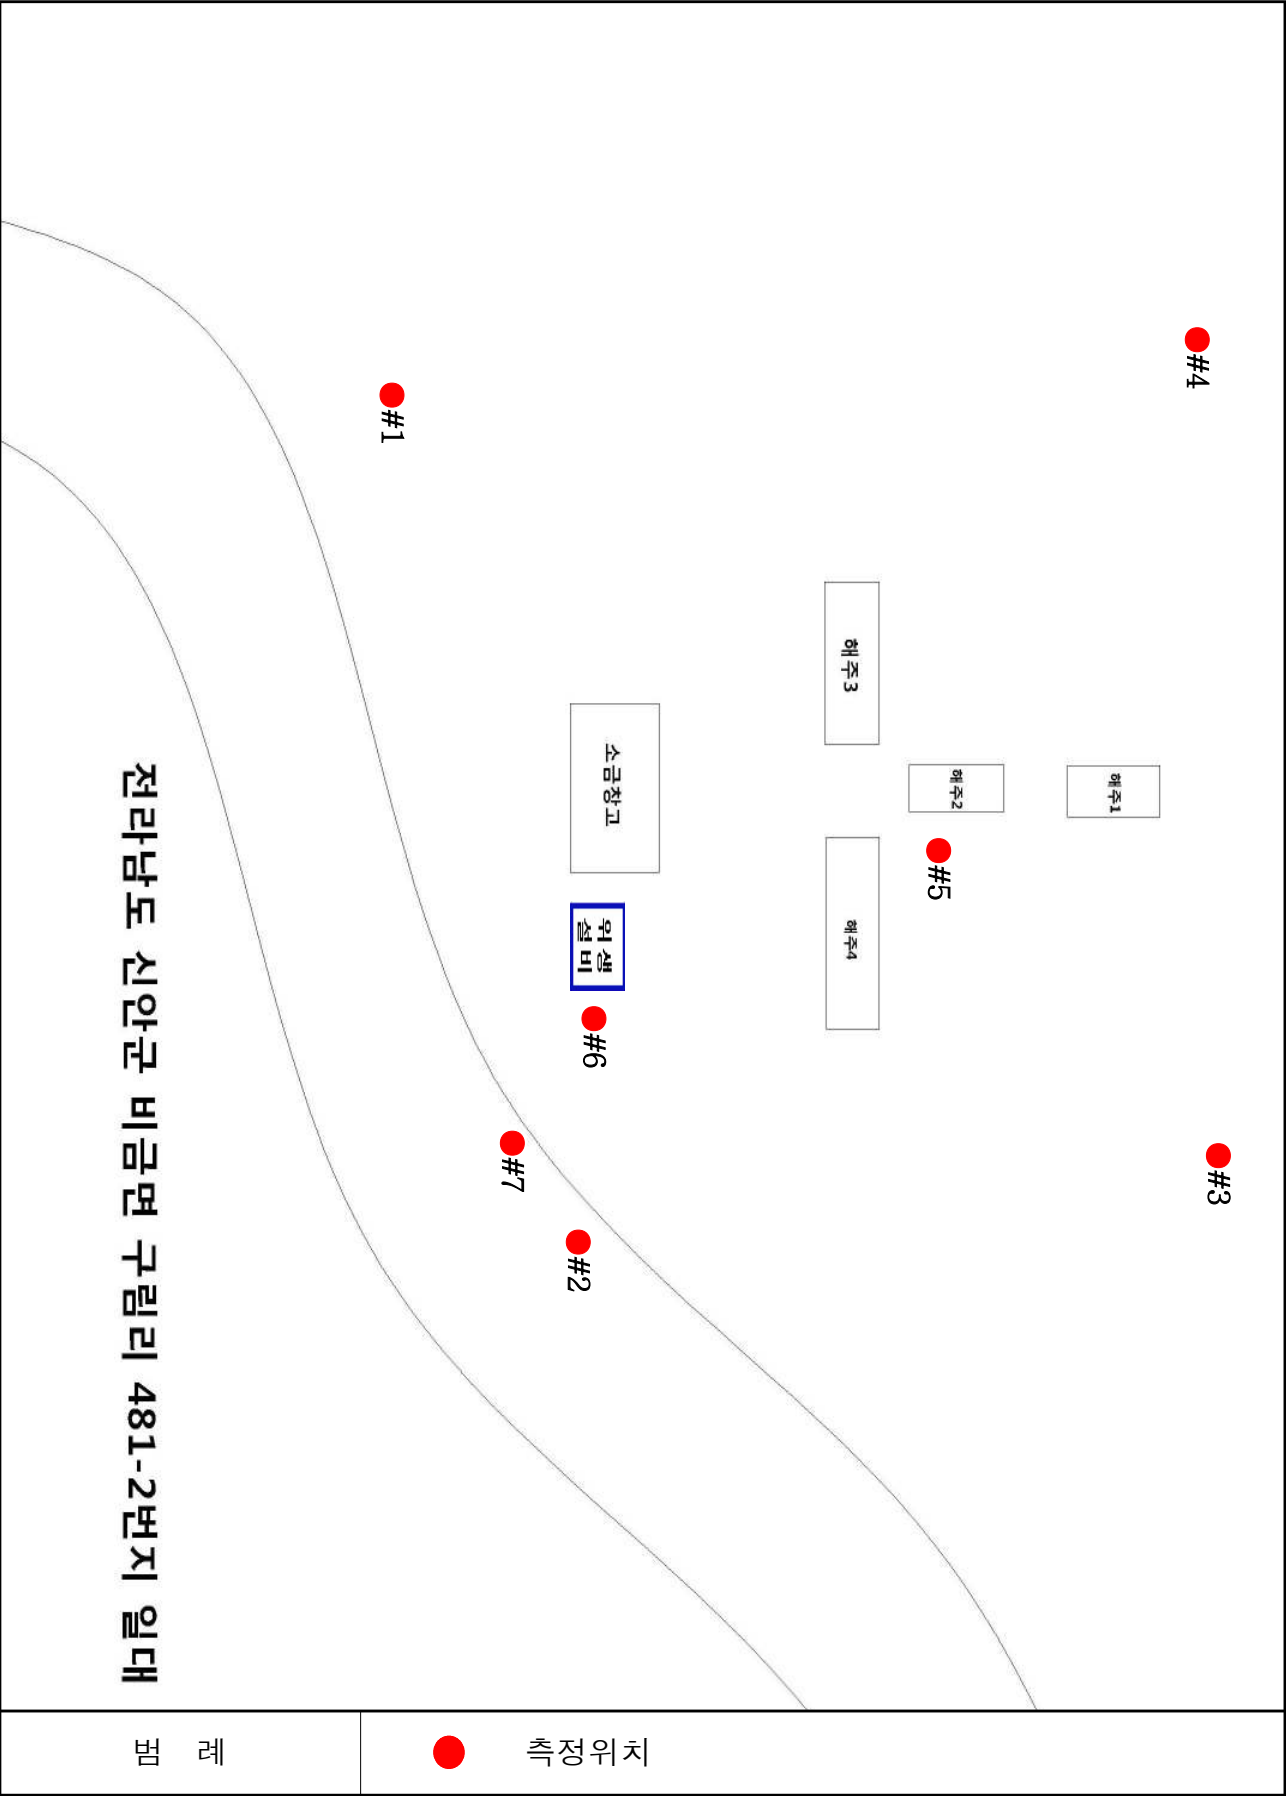 #4
#1
해주3
소금창고
해주2
해주1
#5
해주4
위생
설비
#6
#7
#3
#2
전라남도 신안군 비금면 구림리 481-2번지 일대
범 례
측정위치